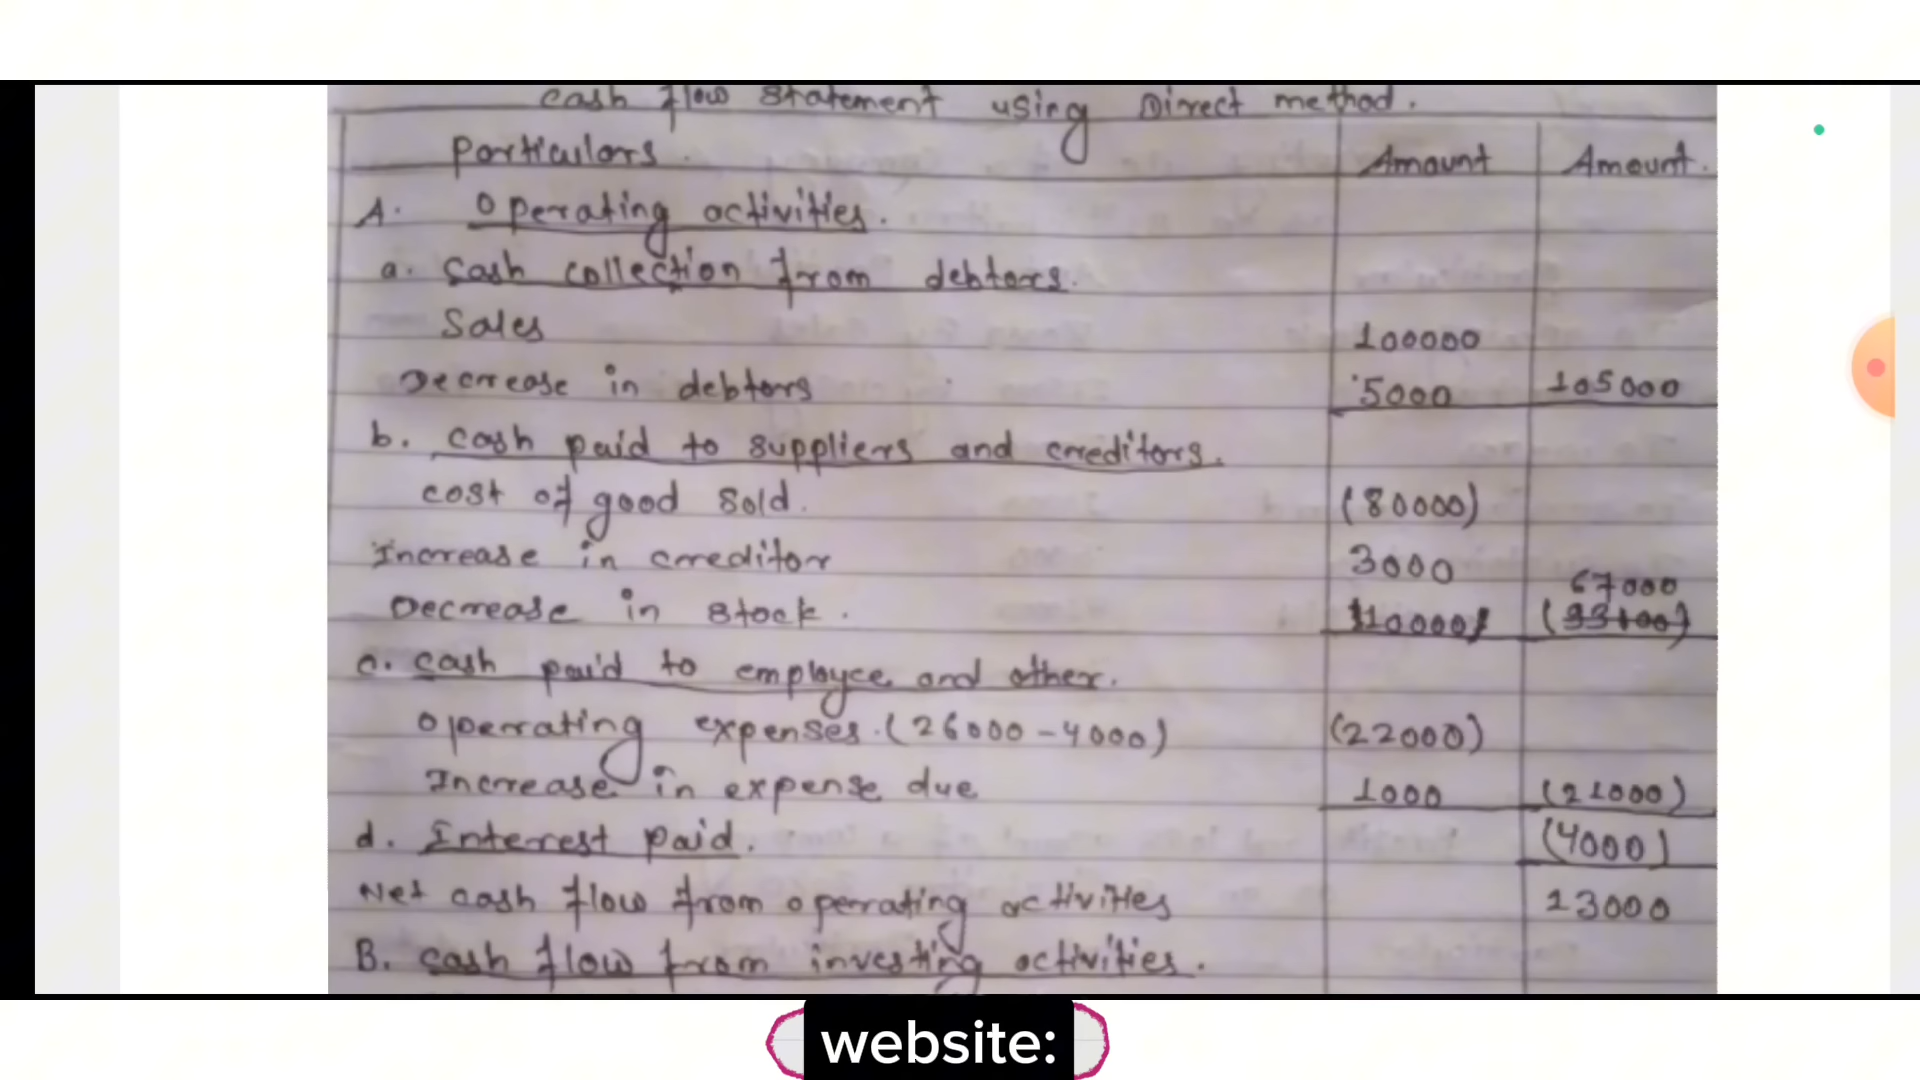 cash flow statement using Direct method.
Particulars. Amount Amount.
A. Operating activities.
a. Cash collection from debtors.
Sales 100000
Decrease in debtors 5000 105000
b. cash paid to suppliers and creditors.
cost of good sold. (80000)
Increase in creditor 3000 67000
Decrease in stock. 10000 (33100)
c. cash paid to employee and other.
operating expenses. (26000-4000) (22000)
Increase in expense due 1000 (21000)
d. Interest paid. (4000)
Net cash flow from operating activities 13000
B. cash flow from investing activities.
website: